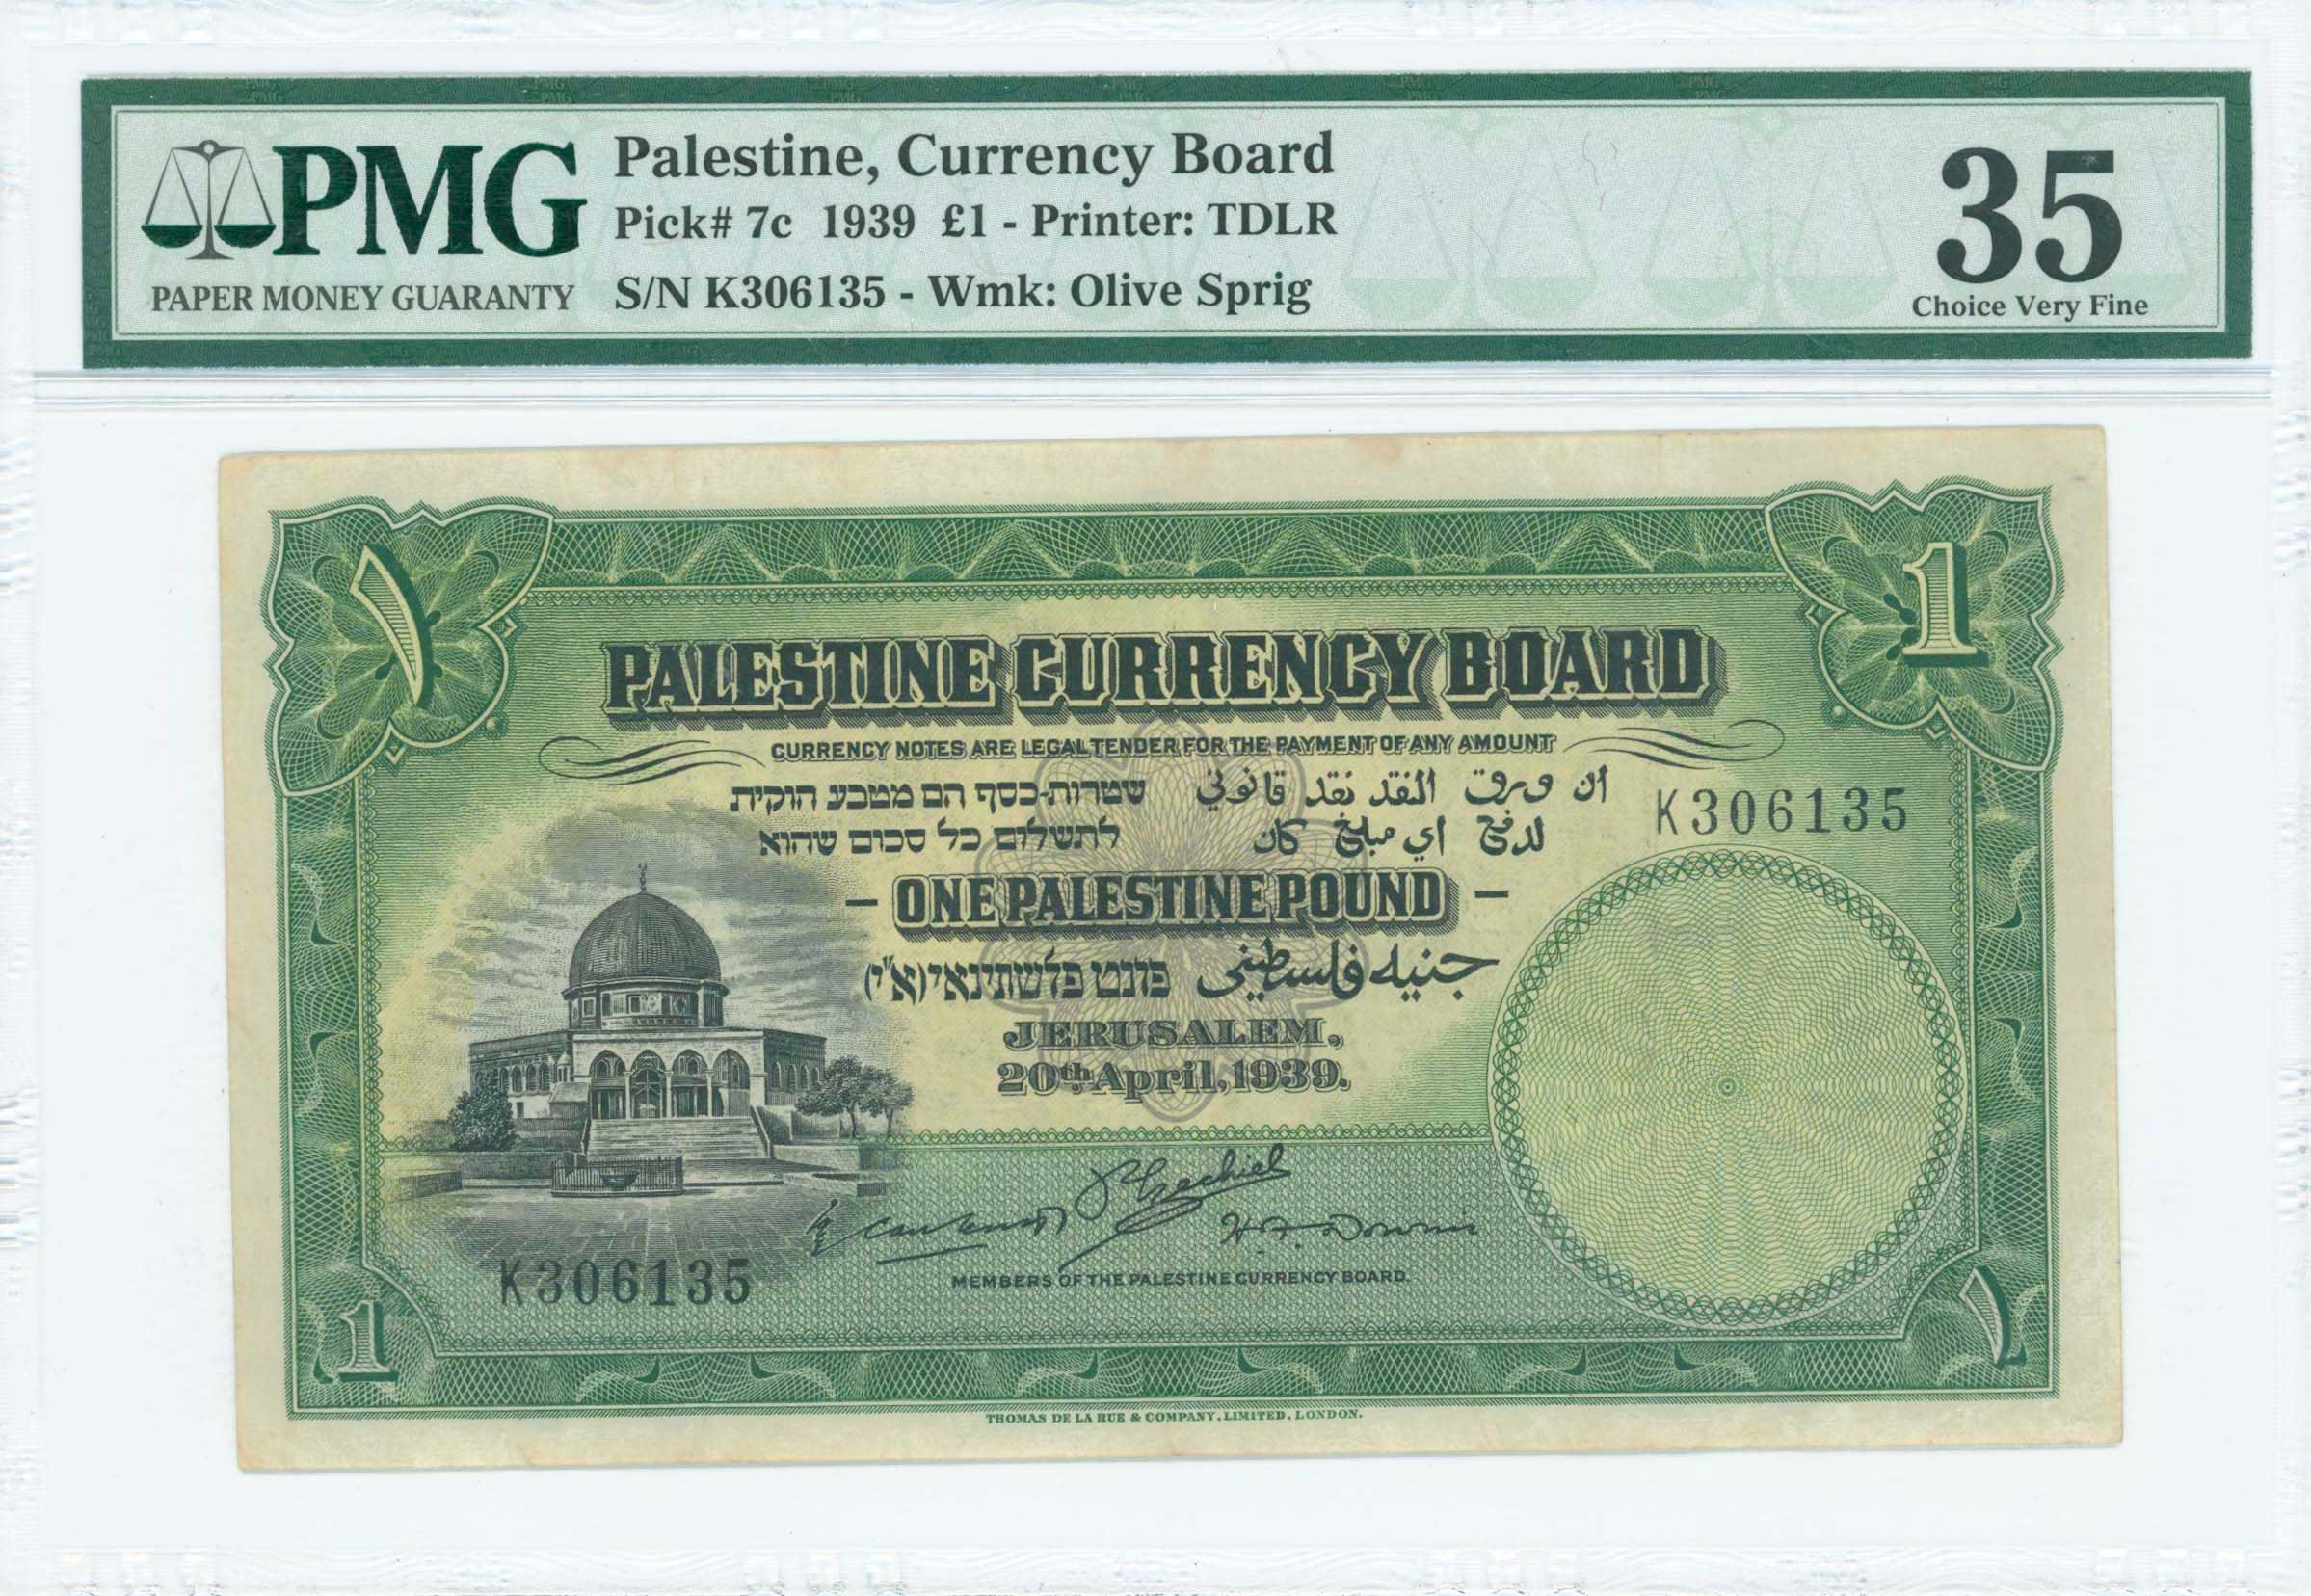 PMG
PAPER MONEY GUARANTY
Palestine, Currency Board
Pick# 7c 1939 £1 - Printer: TDLR
S/N K306135 - Wmk: Olive Sprig
35
Choice Very Fine
١
1
PALESTINE CURRENCY BOARD
CURRENCY NOTES ARE LEGAL TENDER FOR THE PAYMENT OF ANY AMOUNT
ان ورق النقد نقد قانوني
שטרות-כסף הם מטבע חוקית
K306135
لدفع اي مبلغ كان
לתשלום כל סכום שהוא
- ONE PALESTINE POUND -
جنيه فلسطيني
פונט פלשתינאי(א"י)
JERUSALEM,
20th April, 1939.
H.F. Downie
K306135
MEMBERS OF THE PALESTINE CURRENCY BOARD.
1
١
THOMAS DE LA RUE & COMPANY, LIMITED, LONDON.